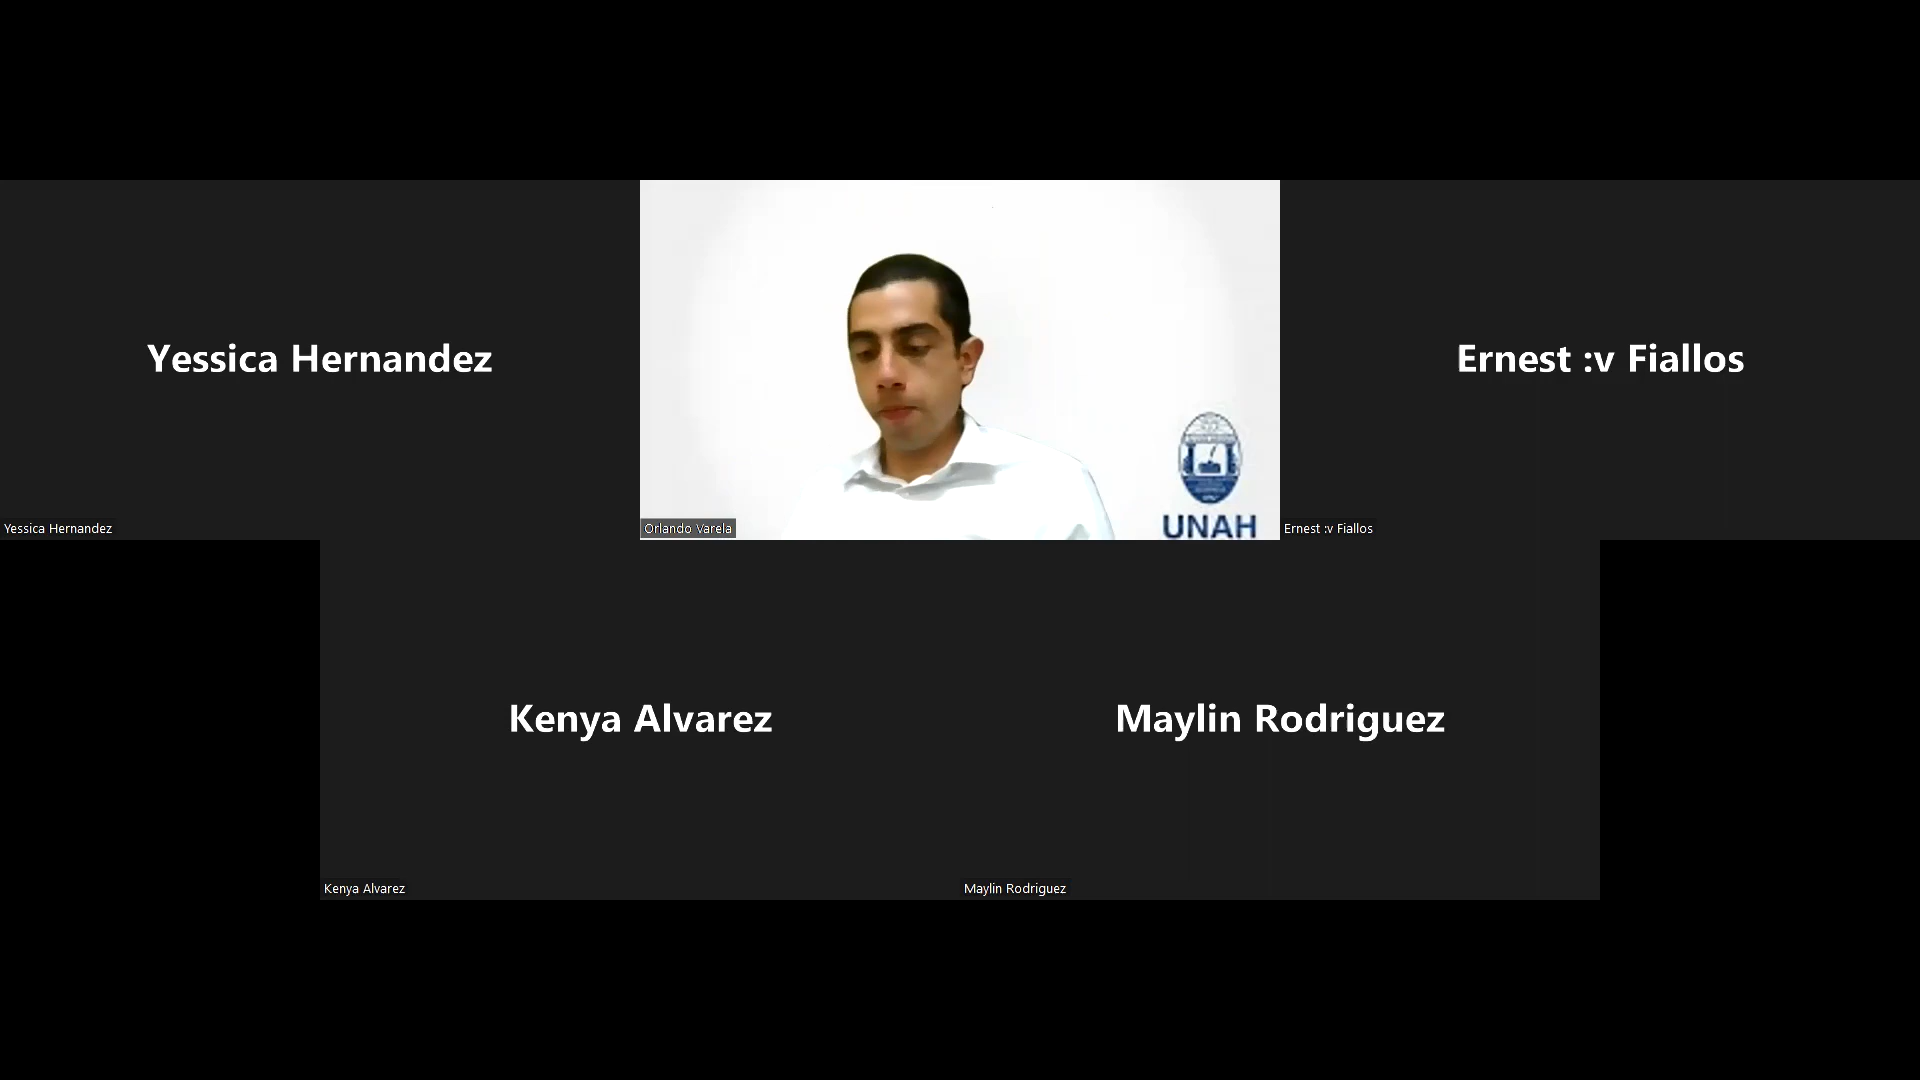 Yessica Hernandez
Ernest :v Fiallos
Yessica Hernandez
Orlando Varela
UNAH
Ernest :v Fiallos
Kenya Alvarez
Maylin Rodriguez
Kenya Alvarez
Maylin Rodriguez